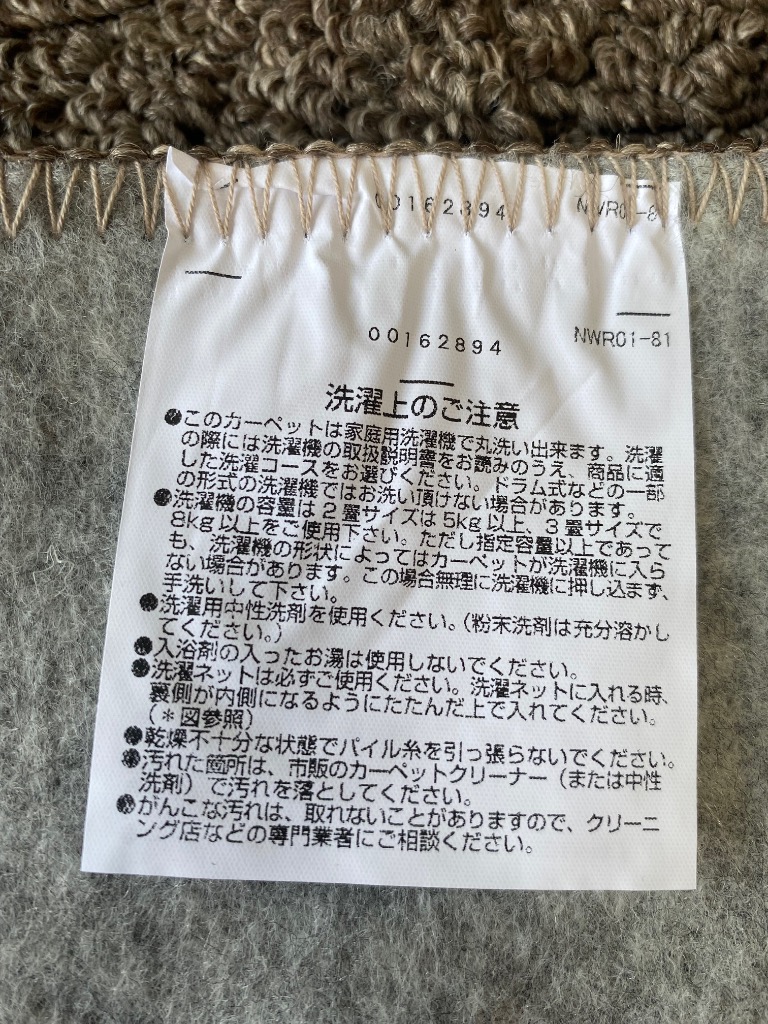 00162894 NWR01-8
00162894 NWR01-81
洗濯上のご注意
●このカーペットは家庭用洗濯機で丸洗い出来ます。洗濯
の際には洗濯機の取扱説明書をお読みのうえ、商品に適
した洗濯コースをお選びください。ドラム式などの一部
の形式の洗濯機ではお洗い頂けない場合があります。
●洗濯機の容量は2畳サイズは5kg以上、3畳サイズで
8kg以上をご使用下さい。ただし指定容量以上であって
も、洗濯機の形状によってはカーペットが洗濯機に入ら
ない場合があります。この場合無理に洗濯機に押し込まず、
手洗いして下さい。
●洗濯用中性洗剤を使用ください。(粉末洗剤は充分溶かし
てください。)
●入浴剤の入ったお湯は使用しないでください。
●洗濯ネットは必ずご使用ください。洗濯ネットに入れる時、
裏側が内側になるようにたたんだ上で入れてください。
(*図参照)
●乾燥不十分な状態でパイル糸を引っ張らないでください。
●汚れた箇所は、市販のカーペットクリーナー(または中性
洗剤)で汚れを落としてください。
●がんこな汚れは、取れないことがありますので、クリーニ
ング店などの専門業者にご相談ください。